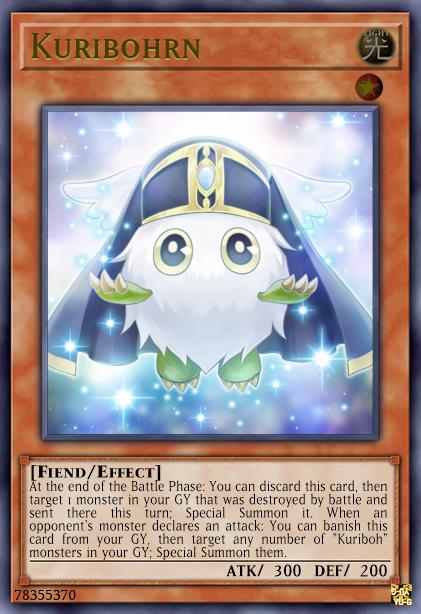 KURIBOHRN
LIGHT
光
[FIEND/EFFECT]
At the end of the Battle Phase: You can discard this card, then
target 1 monster in your GY that was destroyed by battle and
sent there this turn; Special Summon it. When an
opponent's monster declares an attack: You can banish this
card from your GY, then target any number of "Kuriboh"
monsters in your GY; Special Summon them.
ATK/ 300 DEF/ 200
78355370